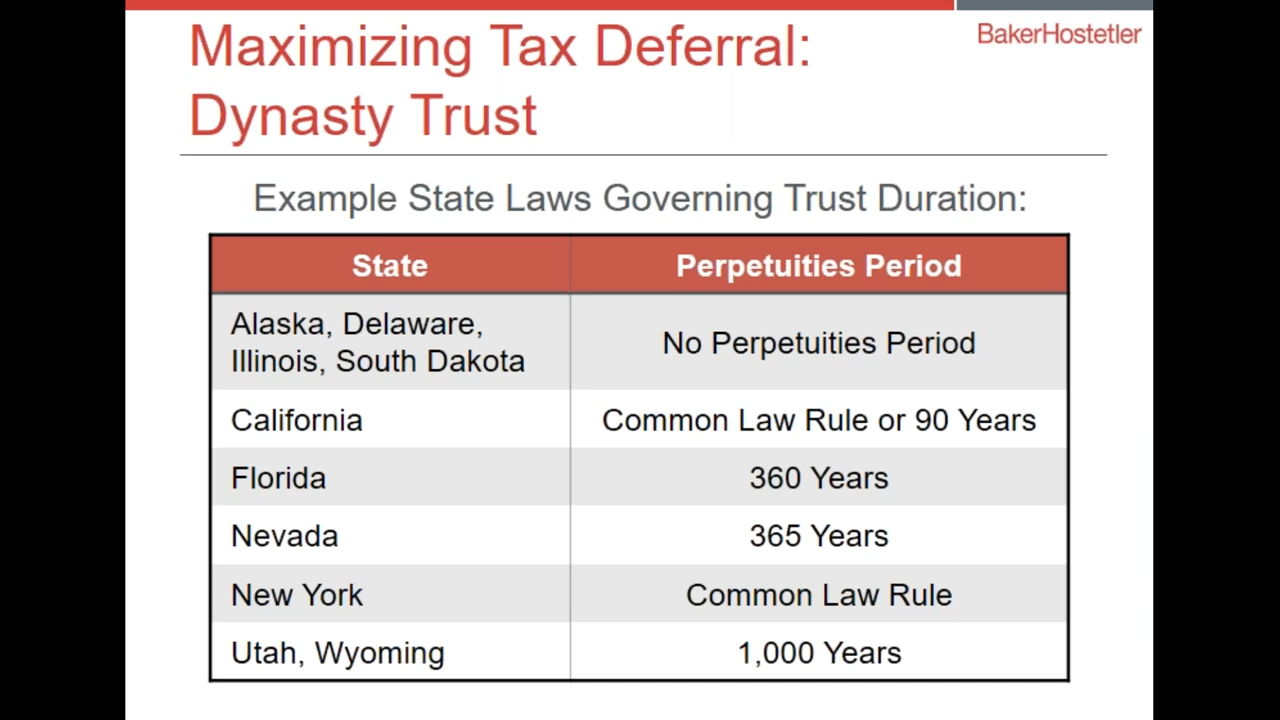 Maximizing Tax Deferral:
Dynasty Trust
BakerHostetler
Example State Laws Governing Trust Duration:
State
Perpetuities Period
Alaska, Delaware,
Illinois, South Dakota
No Perpetuities Period
California
Common Law Rule or 90 Years
Florida
360 Years
Nevada
365 Years
New York
Common Law Rule
Utah, Wyoming
1,000 Years